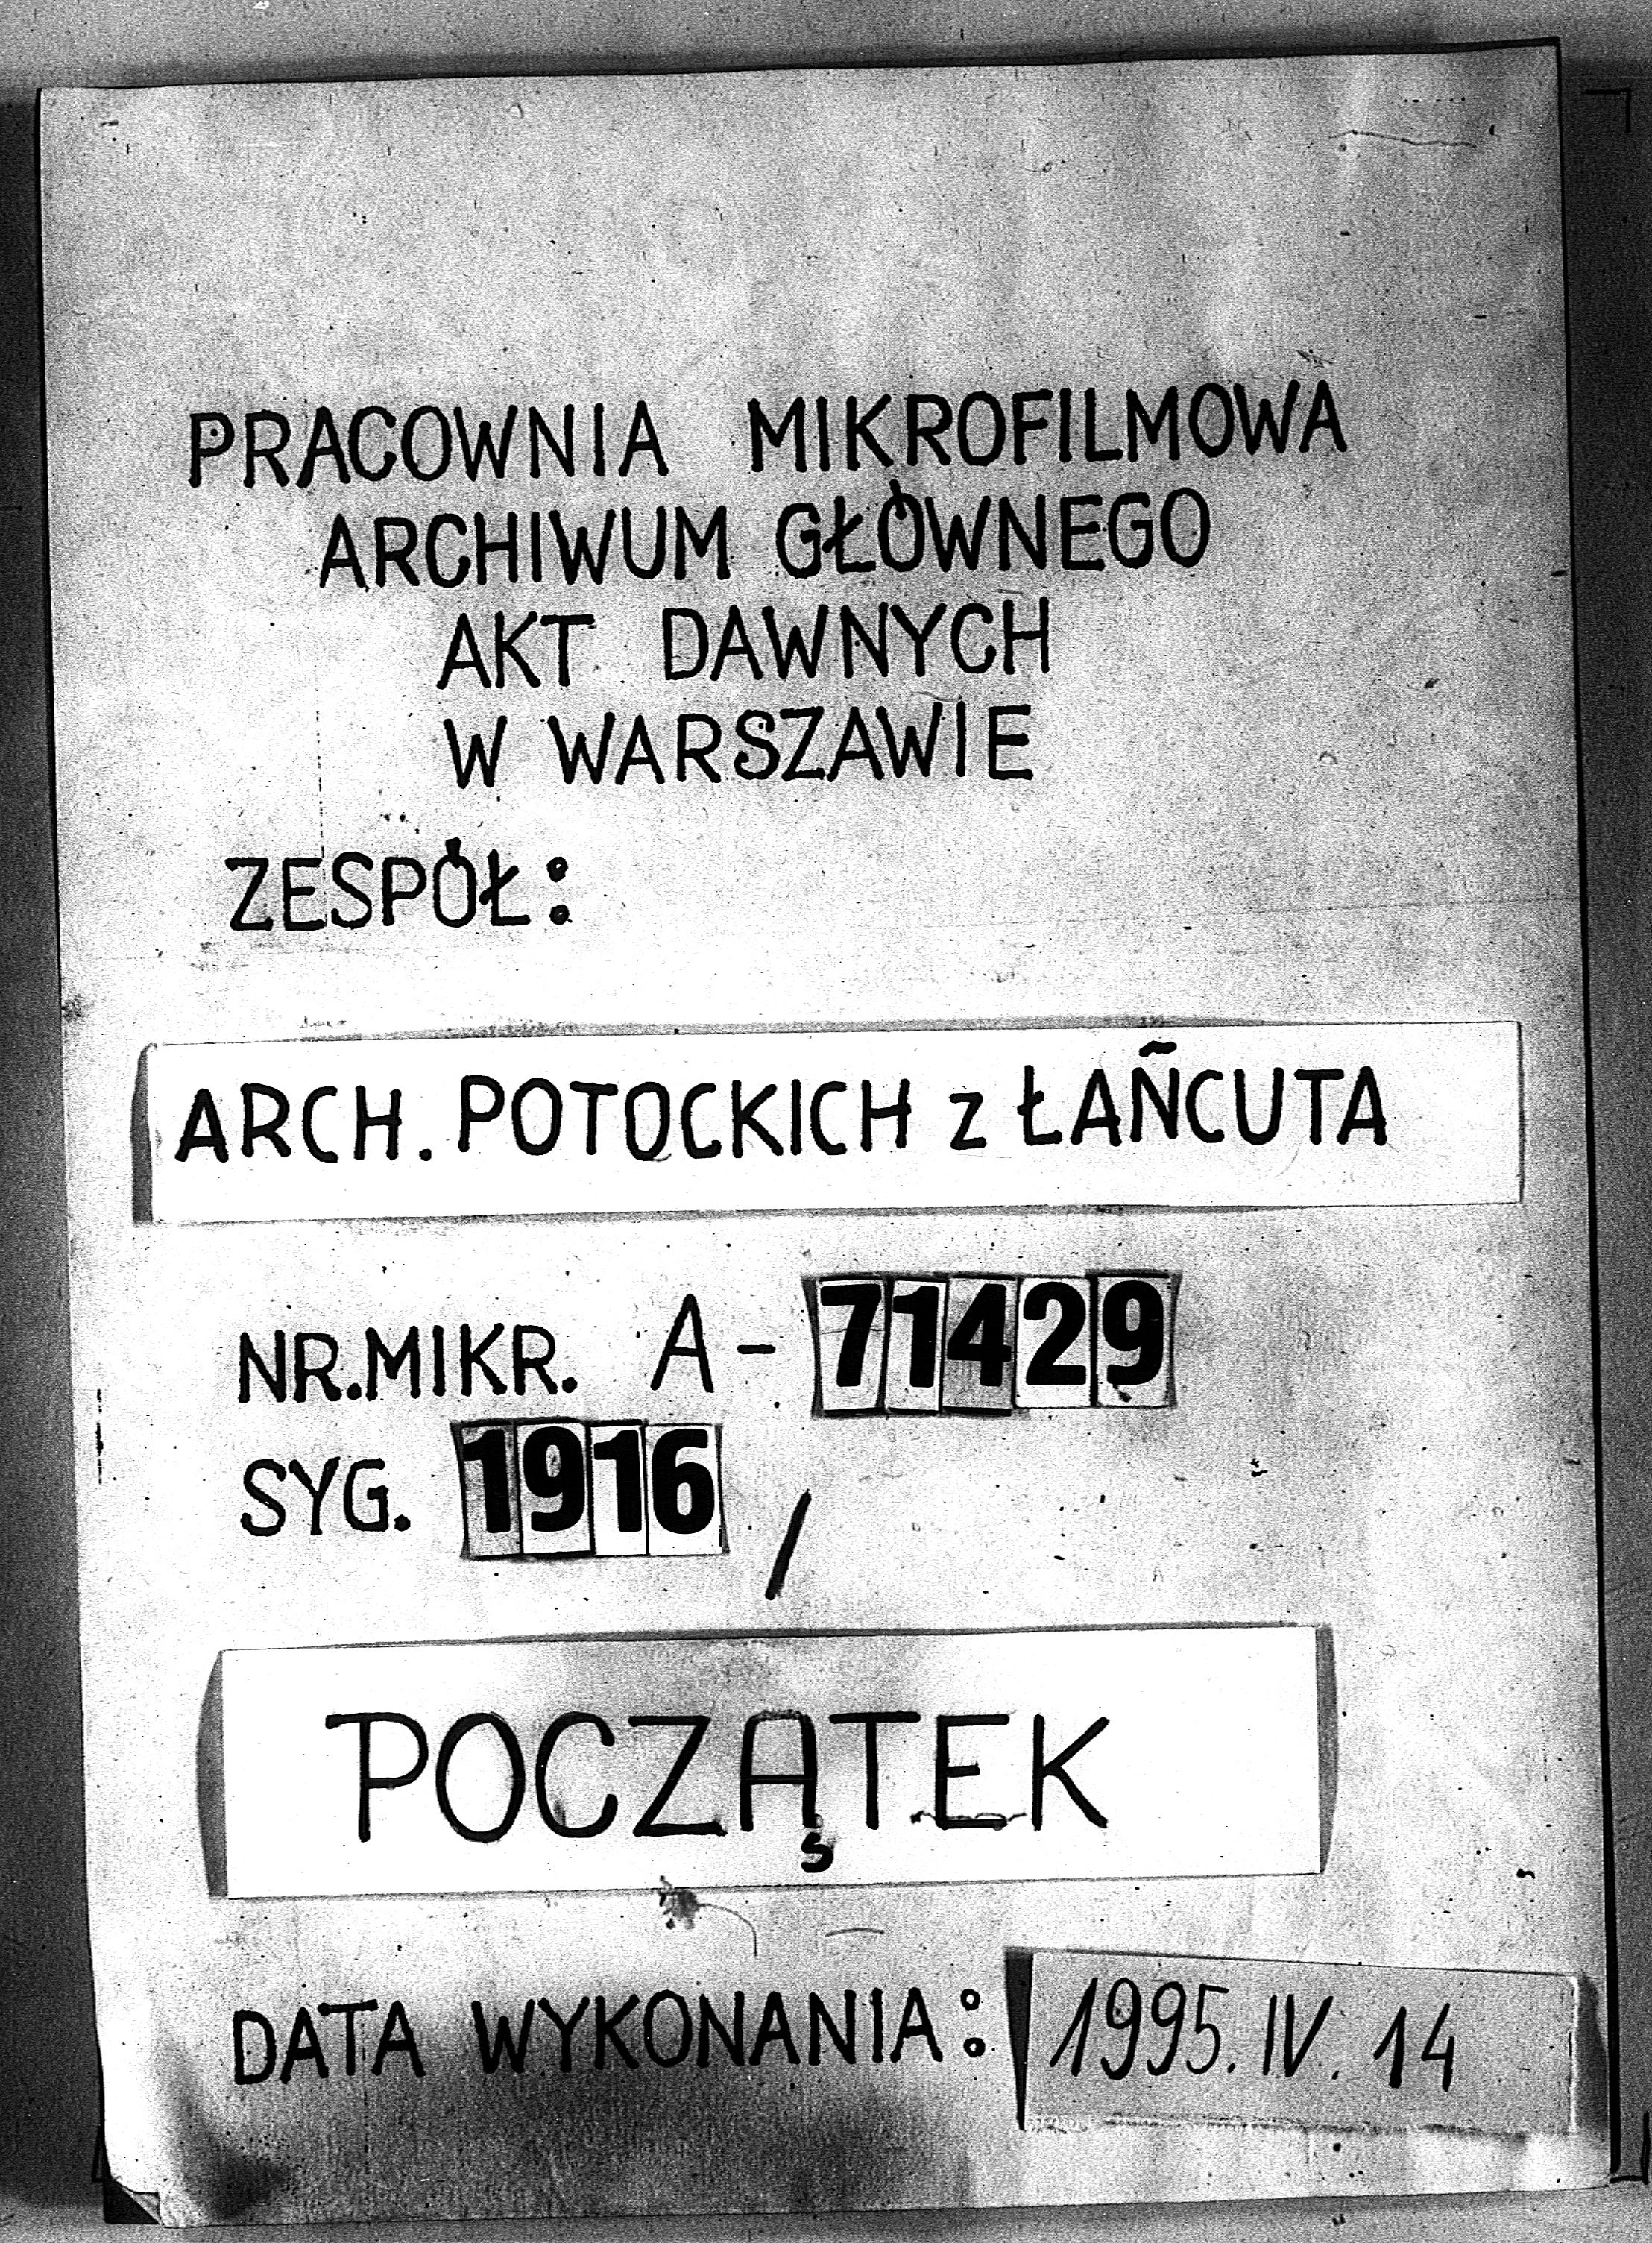 PRACOWNIA MIKROFILMOWA
ARCHIWUM GŁÓWNEGO
AKT DAWNYCH
W WARSZAWIE
ZESPÓŁ:
ARCH. POTOCKICH z ŁAÑCUTA
NR. MIKR. A-71429
SYG. 1916 /
POCZĄTEK
DATA WYKONANIA: 1995. IV. 14